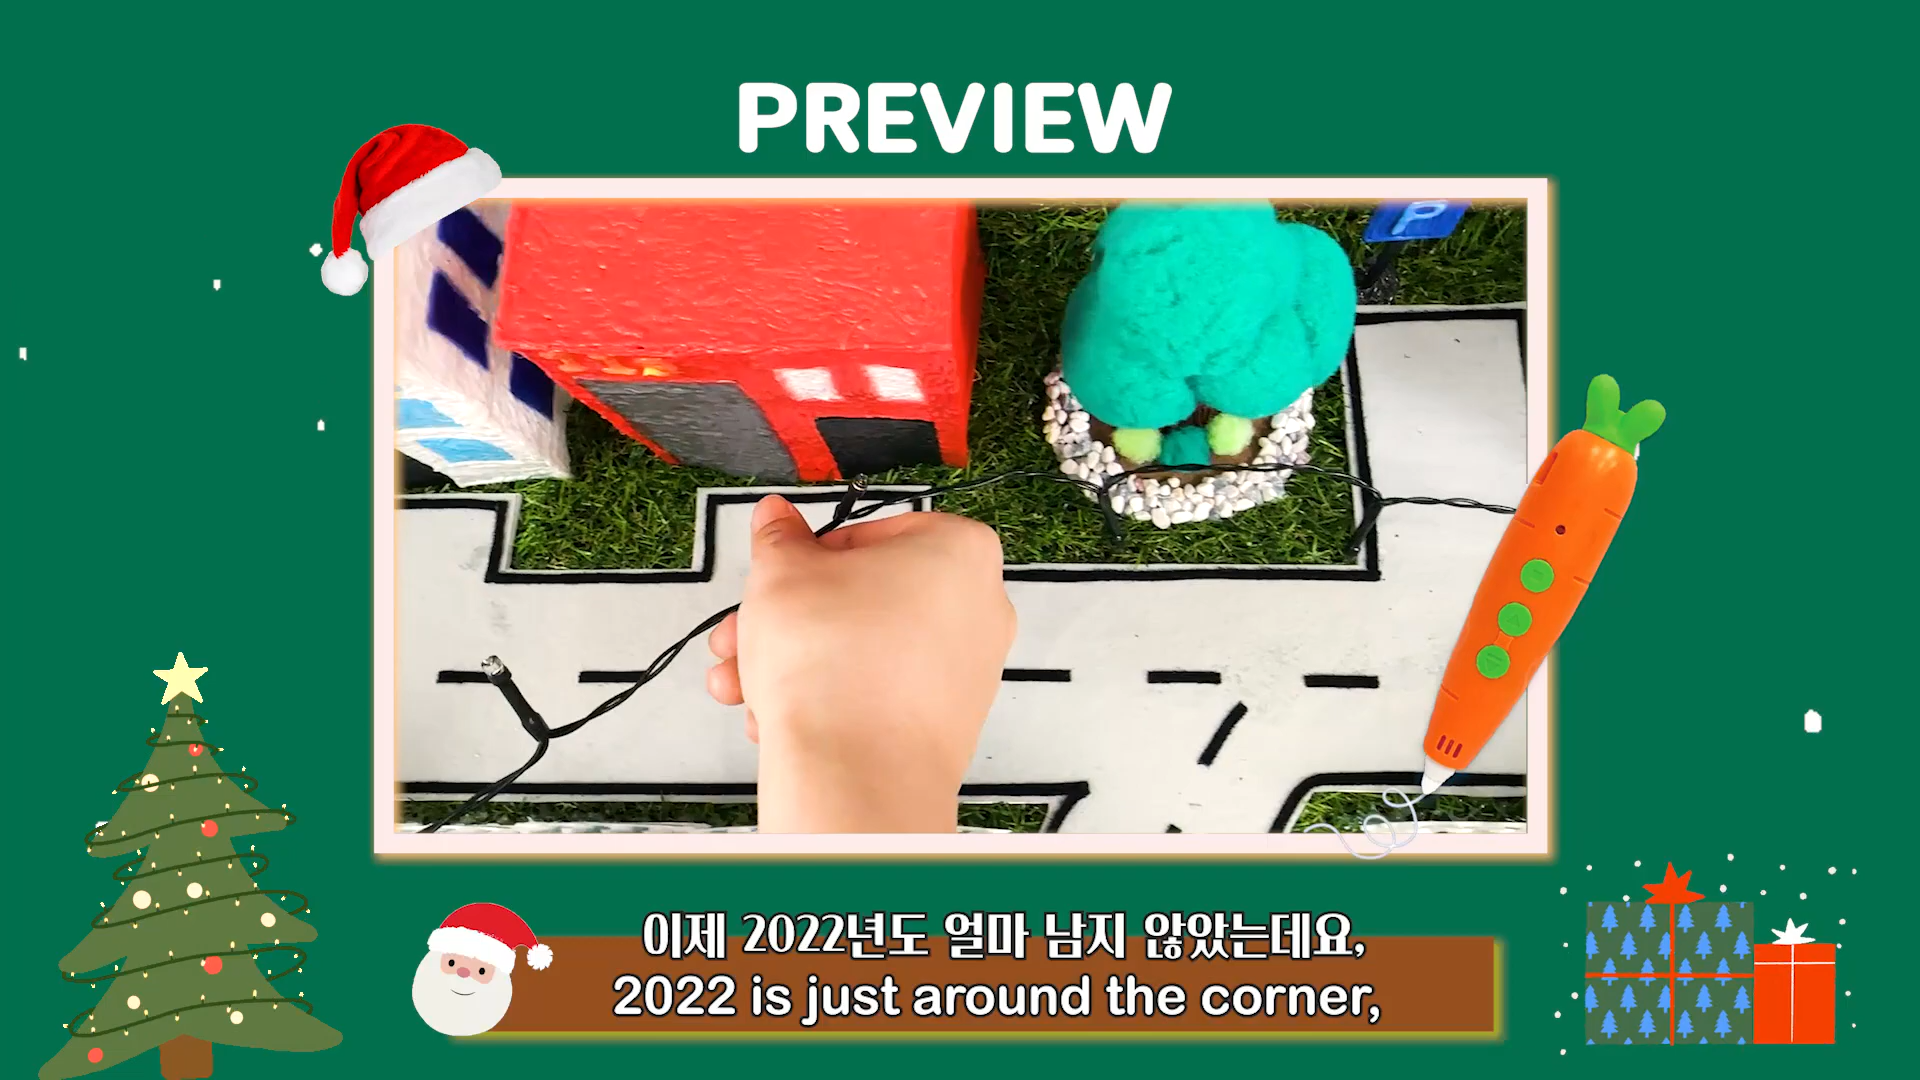 PREVIEW
P
이제 2022년도 얼마 남지 않았는데요,
2022 is just around the corner,